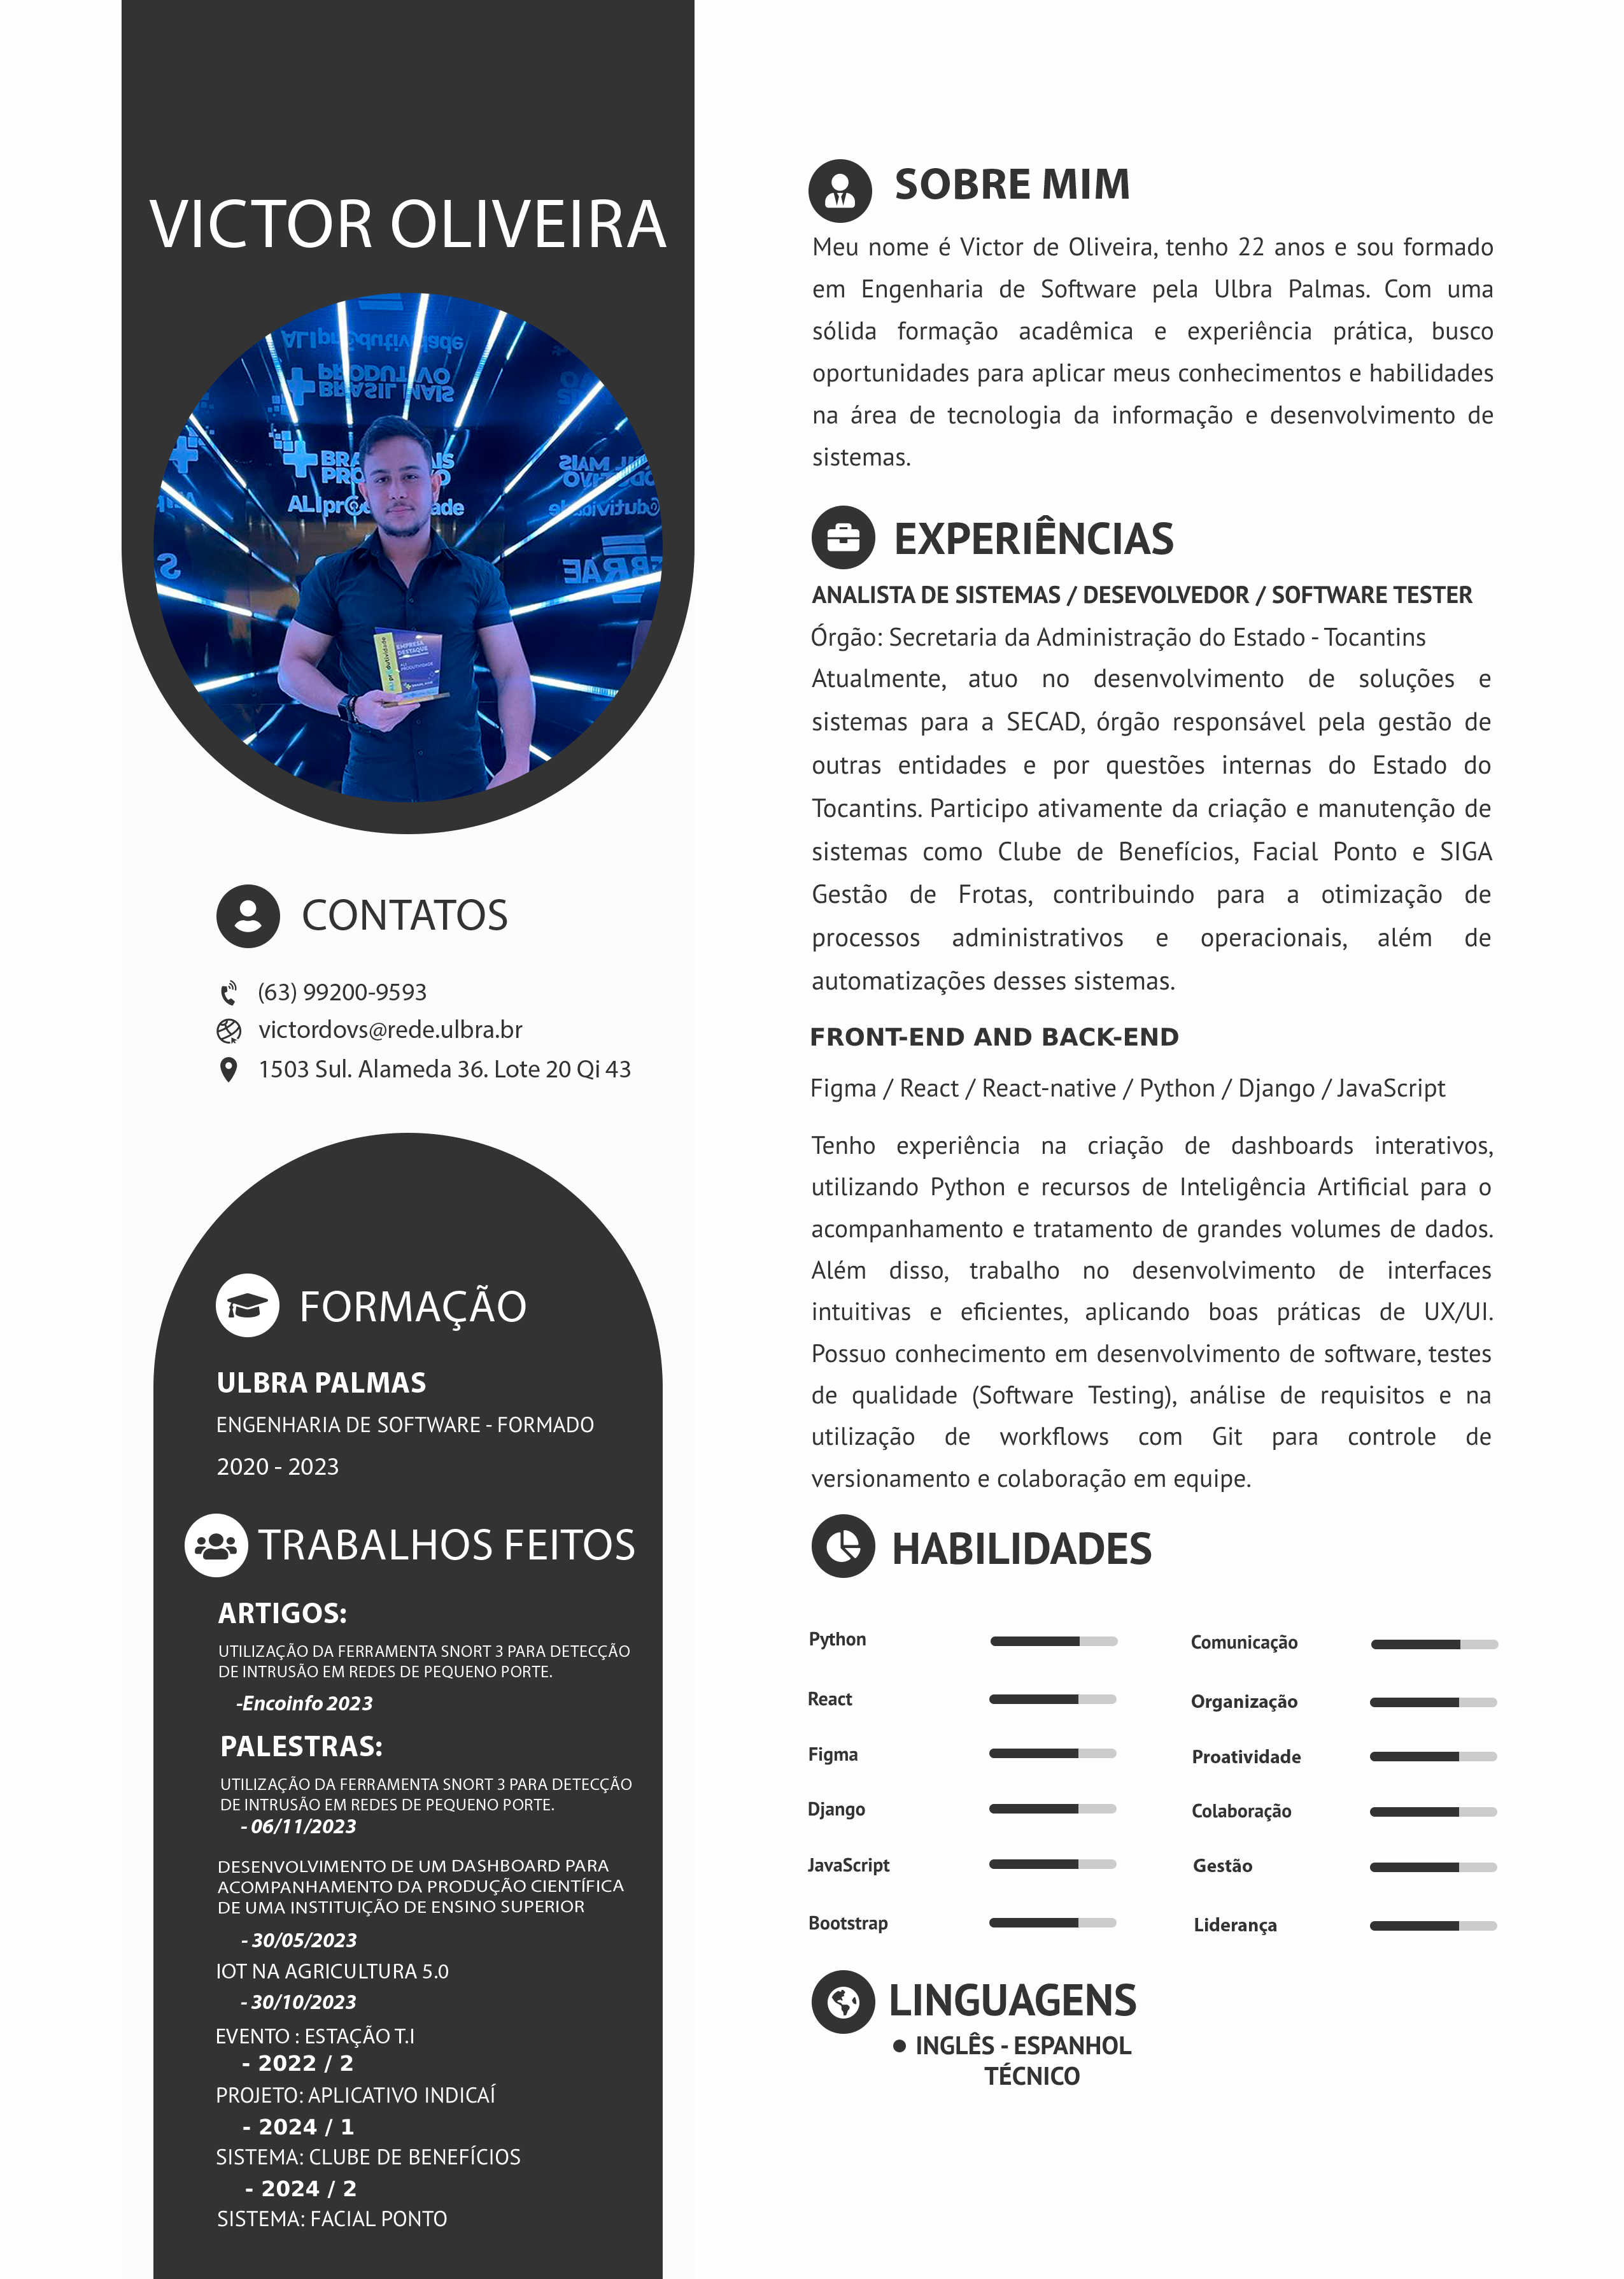 VICTOR OLIVEIRA
CONTATOS
(63) 99200-9593
victordovs@rede.ulbra.br
1503 Sul. Alameda 36. Lote 20 Qi 43
FORMAÇÃO
ULBRA PALMAS
ENGENHARIA DE SOFTWARE - FORMADO
2020 - 2023
TRABALHOS FEITOS
ARTIGOS:
UTILIZAÇÃO DA FERRAMENTA SNORT 3 PARA DETECÇÃO
DE INTRUSÃO EM REDES DE PEQUENO PORTE.
-Encoinfo 2023
PALESTRAS:
UTILIZAÇÃO DA FERRAMENTA SNORT 3 PARA DETECÇÃO
DE INTRUSÃO EM REDES DE PEQUENO PORTE.
- 06/11/2023
DESENVOLVIMENTO DE UM DASHBOARD PARA
ACOMPANHAMENTO DA PRODUÇÃO CIENTÍFICA
DE UMA INSTITUIÇÃO DE ENSINO SUPERIOR
- 30/05/2023
IOT NA AGRICULTURA 5.0
- 30/10/2023
EVENTO : ESTAÇÃO T.I
- 2022 / 2
PROJETO: APLICATIVO INDICAÍ
- 2024 / 1
SISTEMA: CLUBE DE BENEFÍCIOS
- 2024 / 2
SISTEMA: FACIAL PONTO
SOBRE MIM
Meu nome é Victor de Oliveira, tenho 22 anos e sou formado
em Engenharia de Software pela Ulbra Palmas. Com uma
sólida formação acadêmica e experiência prática, busco
oportunidades para aplicar meus conhecimentos e habilidades
na área de tecnologia da informação e desenvolvimento de
sistemas.
EXPERIÊNCIAS
ANALISTA DE SISTEMAS / DESEVOLVEDOR / SOFTWARE TESTER
Órgão: Secretaria da Administração do Estado - Tocantins
Atualmente, atuo no desenvolvimento de soluções e
sistemas para a SECAD, órgão responsável pela gestão de
outras entidades e por questões internas do Estado do
Tocantins. Participo ativamente da criação e manutenção de
sistemas como Clube de Benefícios, Facial Ponto e SIGA
Gestão de Frotas, contribuindo para a otimização de
processos administrativos e operacionais, além de
automatizações desses sistemas.
FRONT-END AND BACK-END
Figma / React / React-native / Python / Django / JavaScript
Tenho experiência na criação de dashboards interativos,
utilizando Python e recursos de Inteligência Artificial para o
acompanhamento e tratamento de grandes volumes de dados.
Além disso, trabalho no desenvolvimento de interfaces
intuitivas e eficientes, aplicando boas práticas de UX/UI.
Possuo conhecimento em desenvolvimento de software, testes
de qualidade (Software Testing), análise de requisitos e na
utilização de workflows com Git para controle de
versionamento e colaboração em equipe.
HABILIDADES
Python
React
Figma
Django
JavaScript
Bootstrap
Comunicação
Organização
Proatividade
Colaboração
Gestão
Liderança
LINGUAGENS
INGLÊS - ESPANHOL
TÉCNICO